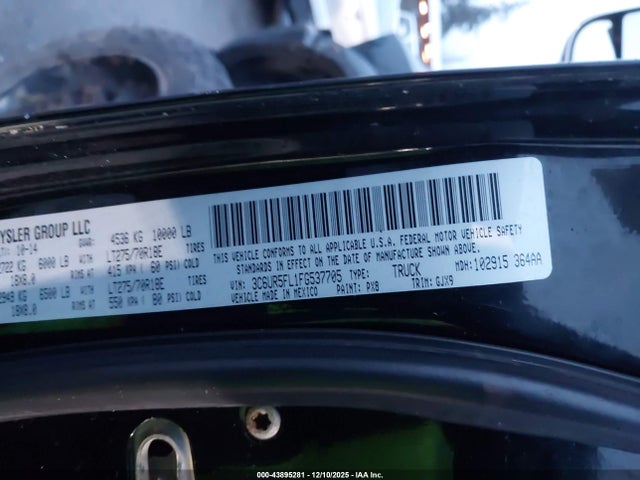 YSLER GROUP LLC
10-14 GVWR: 4536 KG 10000 LB
2722 KG 6000 LB LT275/70R18E TIRES
18X8.0 RIMS AT 415 KPA / 60 PSI COLD
2948 KG 6500 LB LT275/70R18E TIRES
18X8.0 RIMS AT 550 KPA / 80 PSI COLD
THIS VEHICLE CONFORMS TO ALL APPLICABLE U.S.A. FEDERAL MOTOR VEHICLE SAFETY
STANDARDS IN EFFECT ON THE DATE OF MANUFACTURE SHOWN ABOVE.
VIN: 3C6UR5FL1FG537705 TYPE: TRUCK MDH: 102915 364AA
VEHICLE MADE IN MEXICO PAINT: PX8 TRIM: GJX9
000-43895281 - 12/10/2025 - IAA Inc.